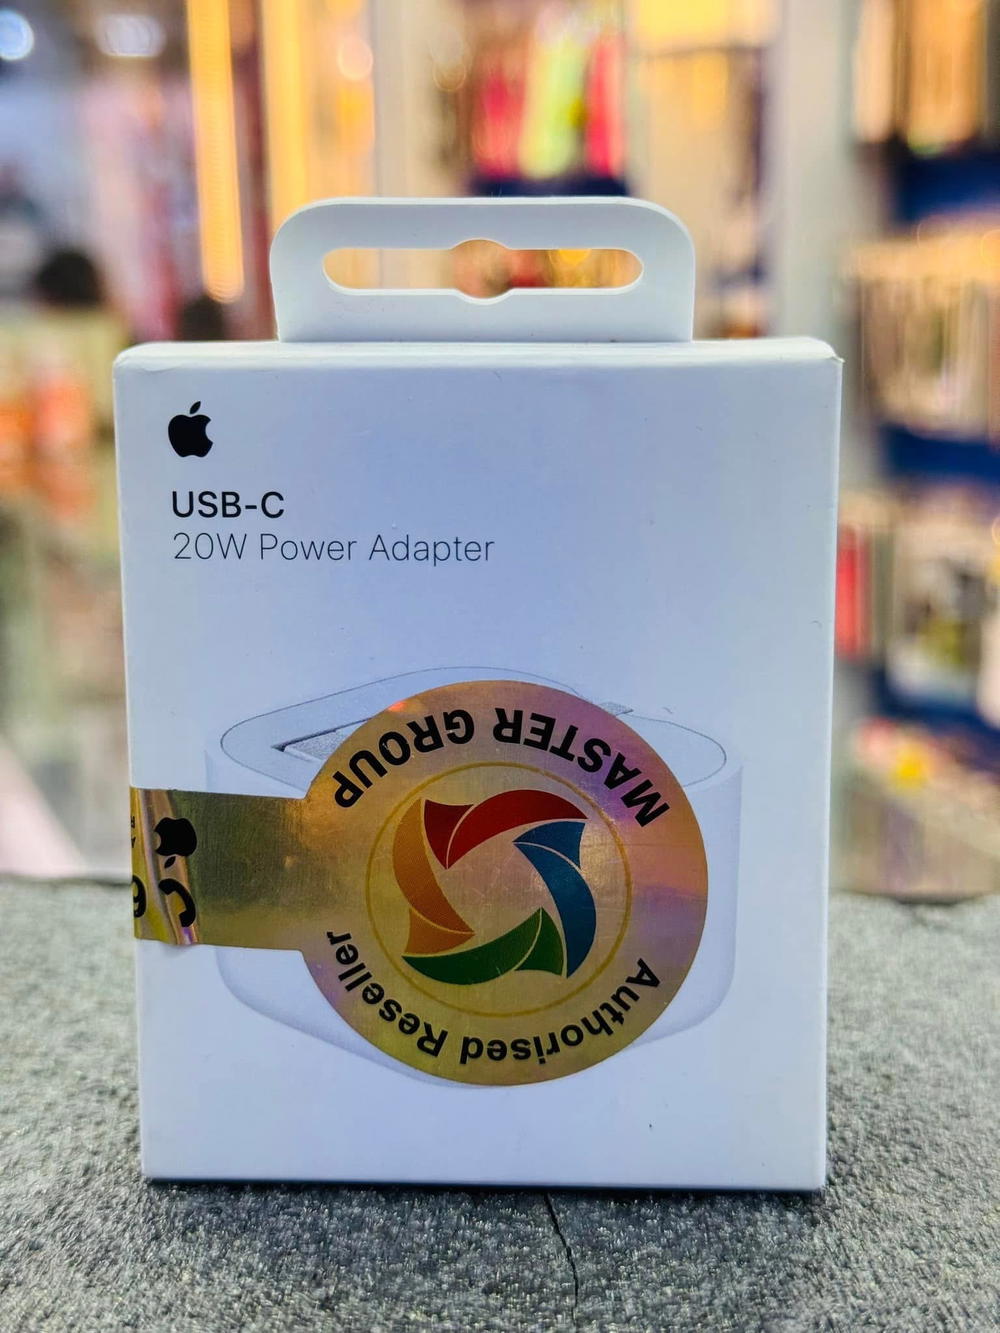 USB-C
20W Power Adapter
MASTER GROUP
Authorised Reseller